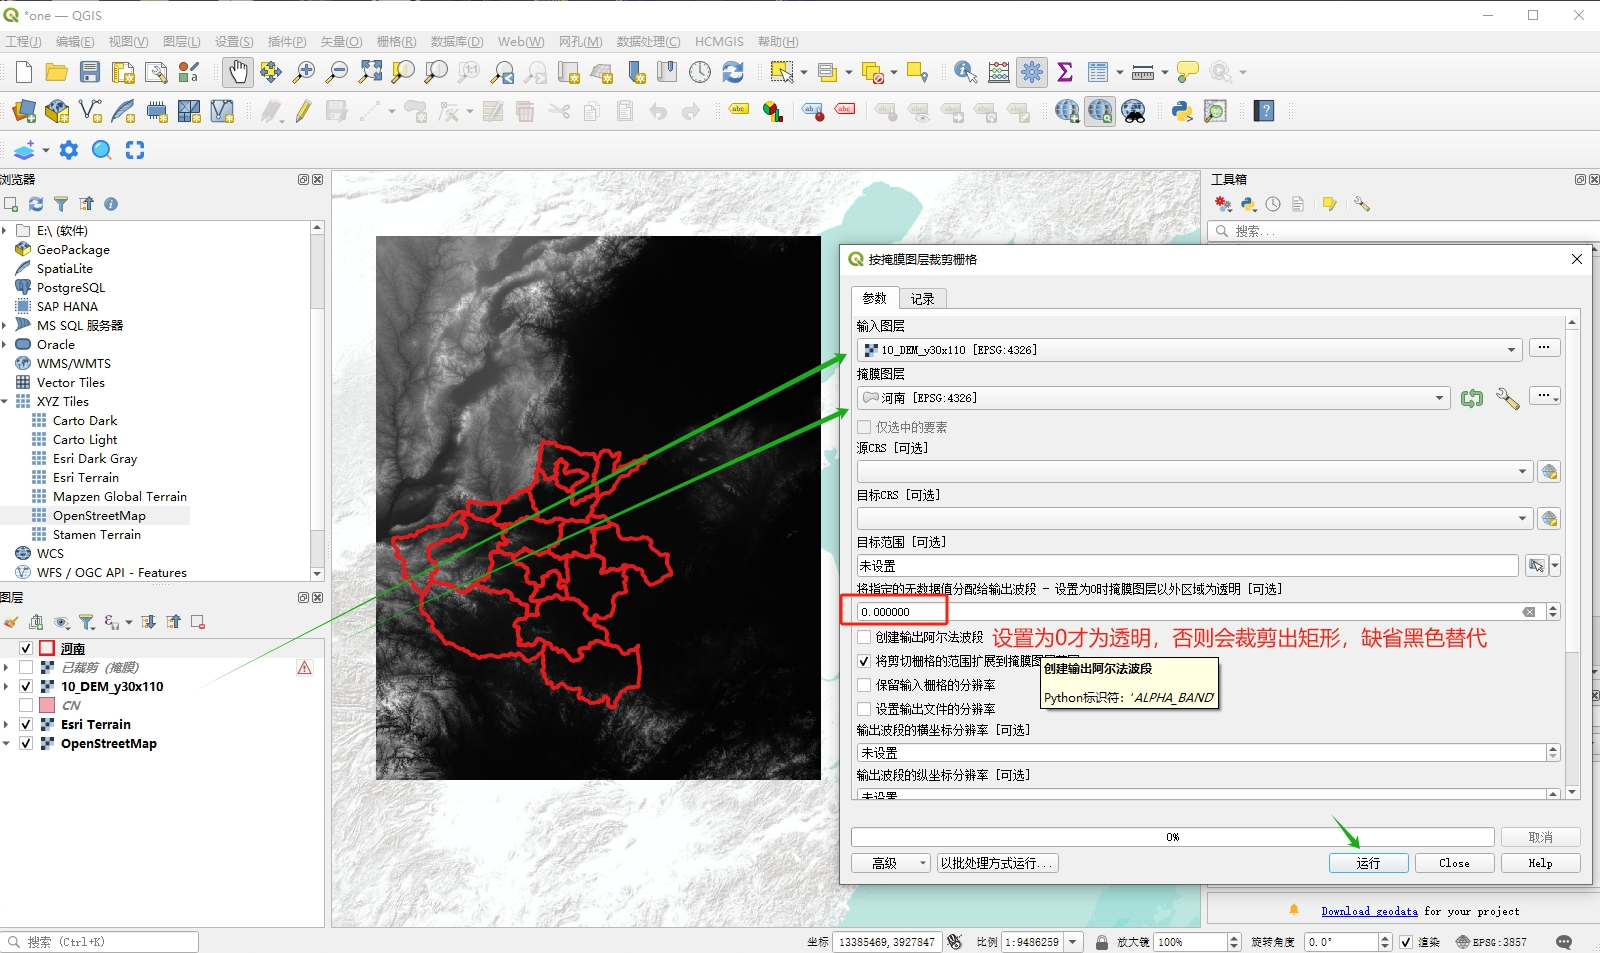 *one — QGIS
工程(J) 编辑(E) 视图(V) 图层(L) 设置(S) 插件(P) 矢量(O) 栅格(R) 数据库(D) Web(W) 网孔(M) 数据处理(C) HCMGIS 帮助(H)
浏览器
E:\ (软件)
GeoPackage
SpatiaLite
PostgreSQL
SAP HANA
MS SQL 服务器
Oracle
WMS/WMTS
Vector Tiles
XYZ Tiles
Carto Dark
Carto Light
Esri Dark Gray
Esri Terrain
Mapzen Global Terrain
OpenStreetMap
Stamen Terrain
WCS
WFS / OGC API - Features
图层
河南
已裁剪（掩膜）
10_DEM_y30x110
CN
Esri Terrain
OpenStreetMap
工具箱
搜索...
按掩膜图层裁剪栅格
参数 记录
输入图层
10_DEM_y30x110 [EPSG:4326]
掩膜图层
河南 [EPSG:4326]
仅选中的要素
源CRS [可选]
目标CRS [可选]
目标范围 [可选]
未设置
将指定的无数据值分配给输出波段 - 设置为0时掩膜图层以外区域为透明 [可选]
0.000000
创建输出阿尔法波段
设置为0才为透明，否则会裁剪出矩形，缺省黑色替代
将剪切栅格的范围扩展到掩膜图层
创建输出阿尔法波段
Python标识符：'ALPHA_BAND'
保留输入栅格的分辨率
设置输出文件的分辨率
输出波段的横坐标分辨率 [可选]
未设置
输出波段的纵坐标分辨率 [可选]
未设置
0%
取消
高级 以批处理方式运行... 运行 Close Help
Download geodata for your project
搜索 (Ctrl+K)
坐标 13385469,3927847 比例 1:9486259 放大镜 100% 旋转角度 0.0° 渲染 EPSG:3857